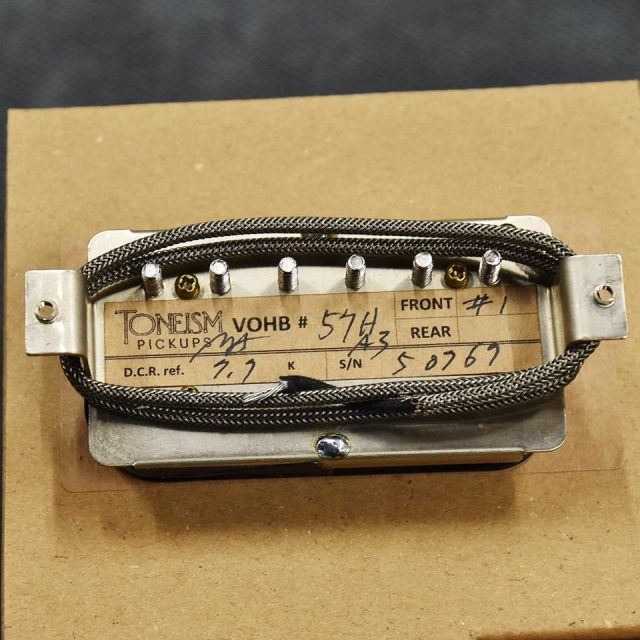 TONEISM
PICKUPS
VOHB # 57H
A3
FRONT #1
REAR
D.C.R. ref. 7.7 K
S/N 50767